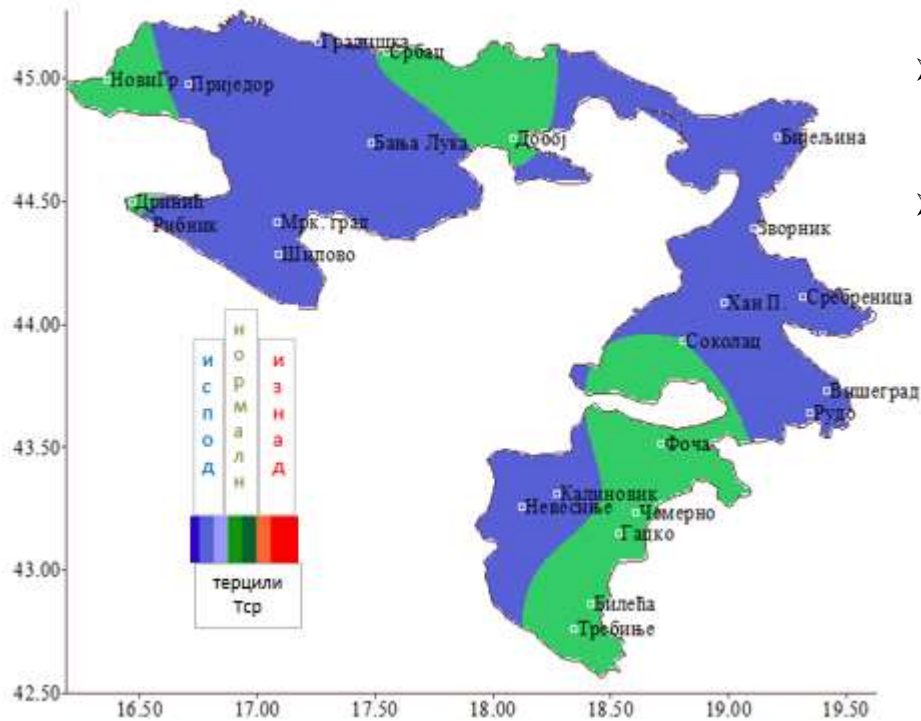 45.00
44.50
44.00
43.50
43.00
42.50
16.50 17.00 17.50 18.00 18.50 19.00 19.50
Градишка
Србац
НовиГр.
Приједор
Бања Лука
Добој
Бијељина
Дринић
Рибник
Мрк. град
Шипово
Зворник
Хан П.
Сребреница
Соколац
Вишеград
Рудо
Фоча
Калиновик
Невесиње
Чемерно
Гацко
Билећа
Требиње
испод
нормалн
изнад
терцили
Тср
➢
➢